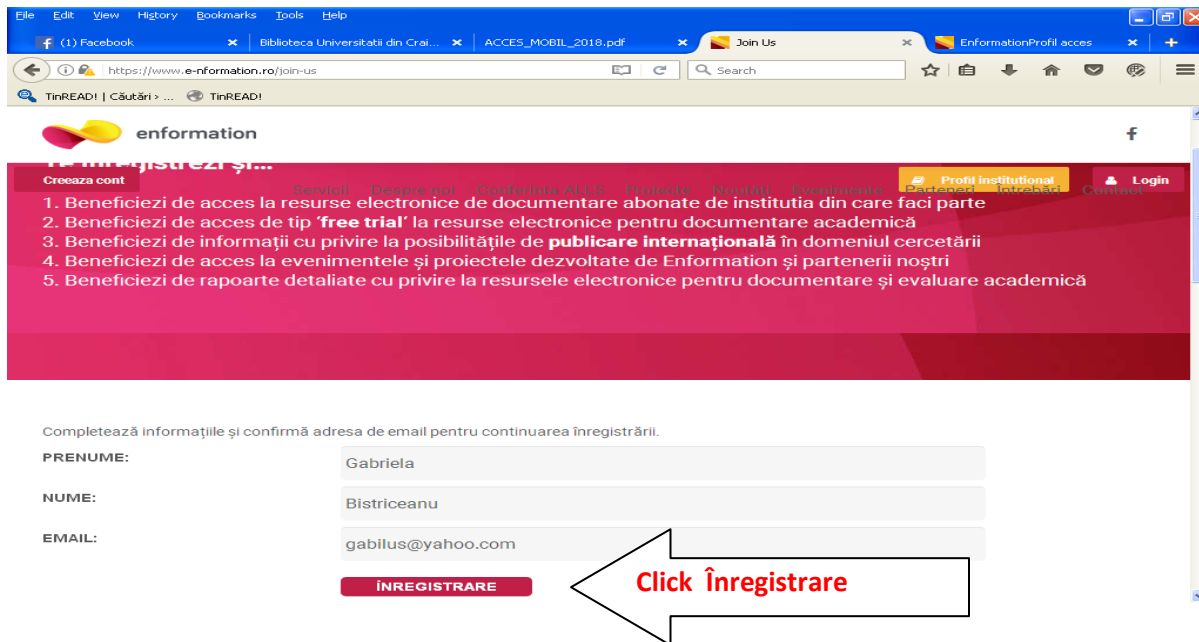 File Edit View History Bookmarks Tools Help
(1) Facebook Biblioteca Universitatii din Crai... ACCES_MOBIL_2018.pdf Join Us EnformationProfil acces
https://www.e-nformation.ro/join-us Search
TinREAD! | Căutări > ... TinREAD!
enformation
Te înregistrezi și...
Creeaza cont Profil institutional Login
Servicii Despre noi Conferinta ALLS Proiecte Noutăți Evenimente Parteneri Întrebări Contact
1. Beneficiezi de acces la resurse electronice de documentare abonate de institutia din care faci parte
2. Beneficiezi de acces de tip ‘free trial’ la resurse electronice pentru documentare academică
3. Beneficiezi de informații cu privire la posibilitățile de publicare internațională în domeniul cercetării
4. Beneficiezi de acces la evenimentele și proiectele dezvoltate de Enformation și partenerii noștri
5. Beneficiezi de rapoarte detaliate cu privire la resursele electronice pentru documentare și evaluare academică
Completează informațiile și confirmă adresa de email pentru continuarea înregistrării.
PRENUME: Gabriela
NUME: Bistriceanu
EMAIL: gabilus@yahoo.com
ÎNREGISTRARE
Click Înregistrare